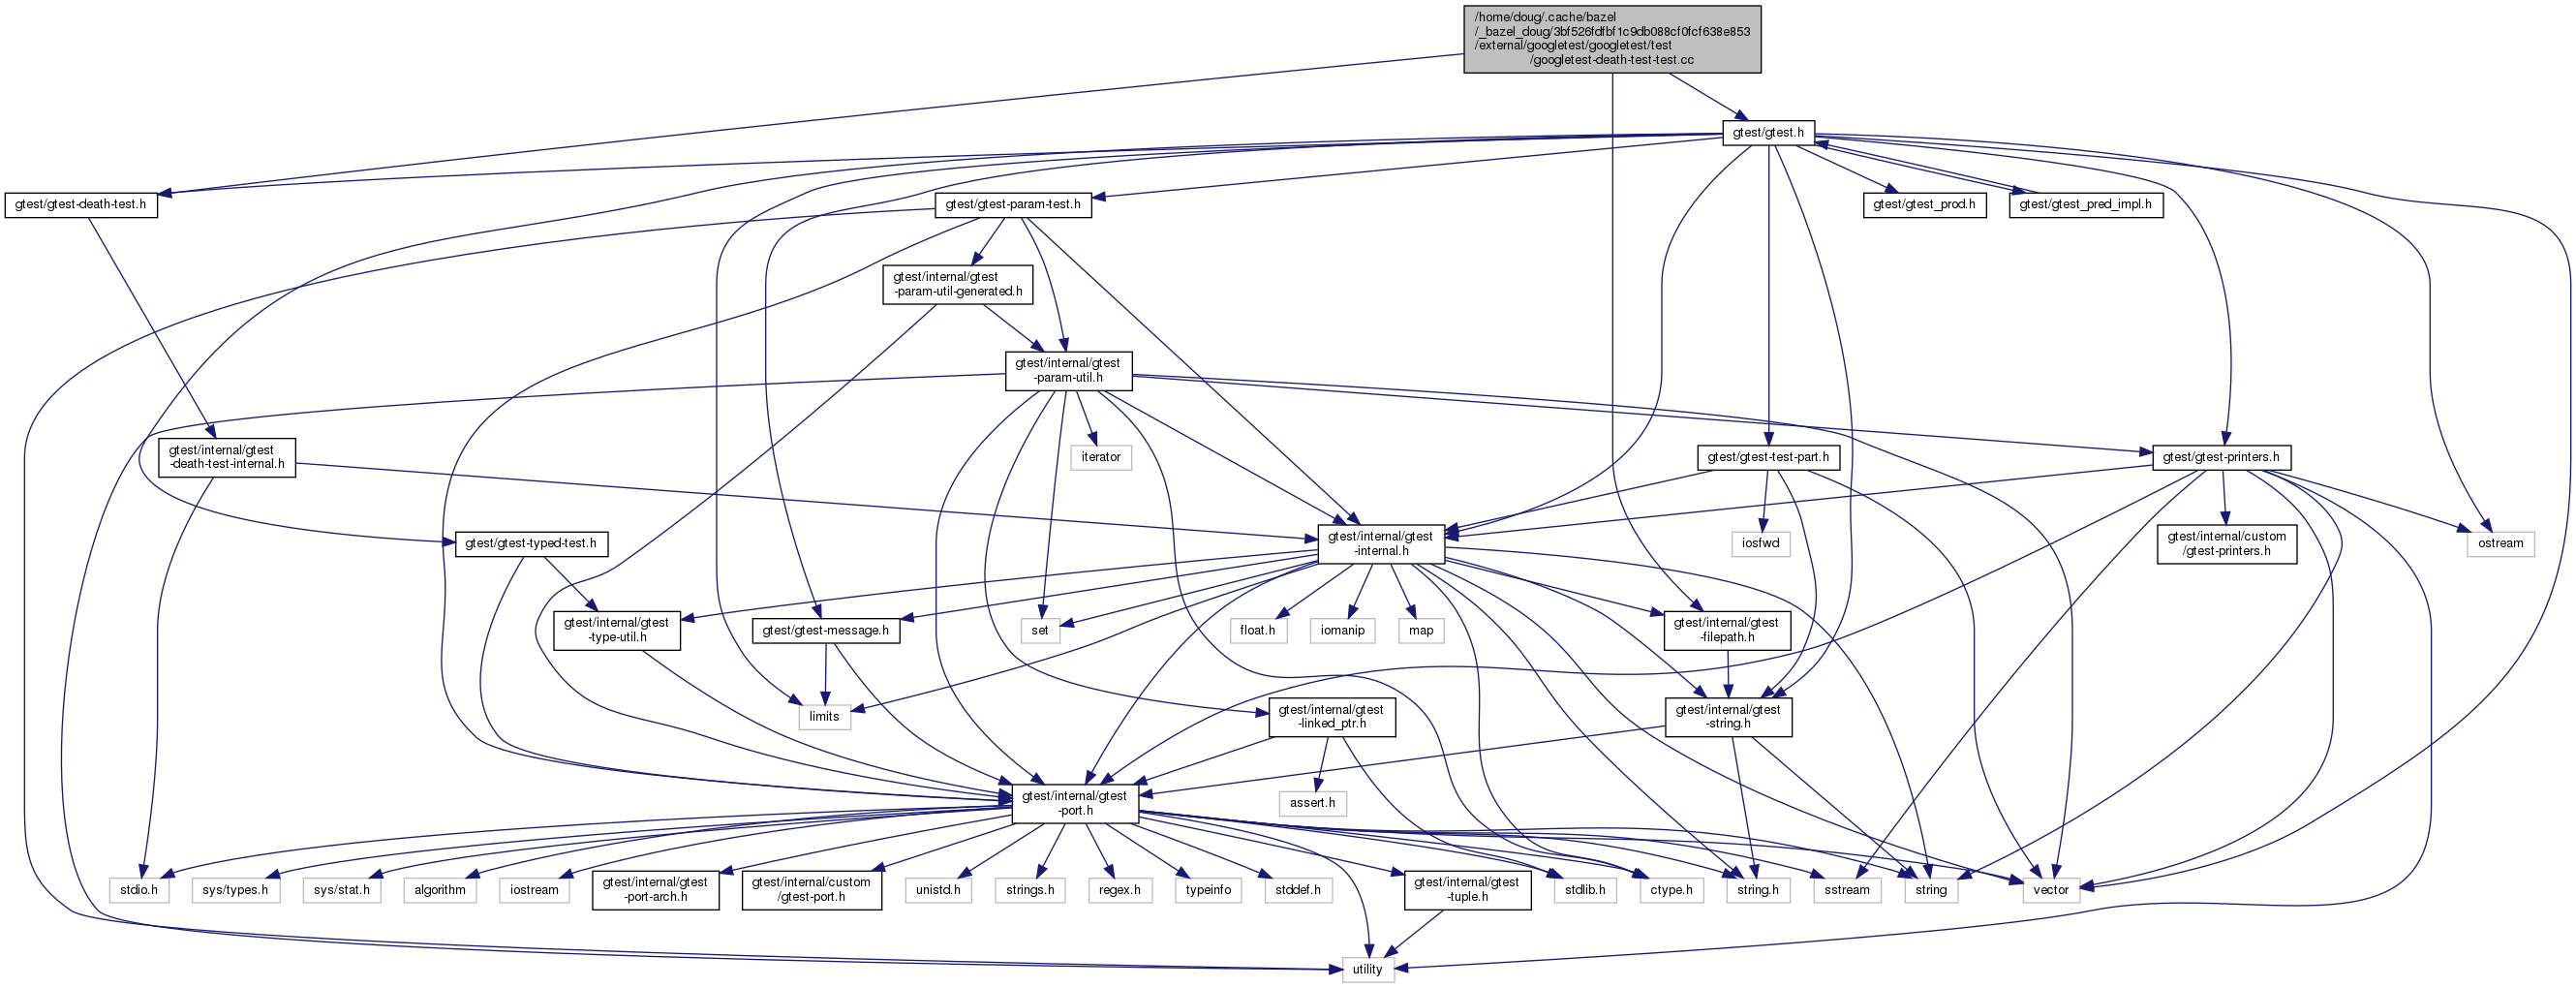 /home/doug/.cache/bazel
/_bazel_doug/3bf526fdfbf1c9db088cf0fcf638e853
/external/googletest/googletest/test
/googletest-death-test-test.cc
gtest/gtest.h
gtest/gtest-death-test.h
gtest/gtest-param-test.h
gtest/gtest_prod.h
gtest/gtest_pred_impl.h
gtest/internal/gtest
-param-util-generated.h
gtest/internal/gtest
-param-util.h
gtest/internal/gtest
-death-test-internal.h
iterator
gtest/gtest-test-part.h
gtest/gtest-printers.h
gtest/gtest-typed-test.h
gtest/internal/gtest
-internal.h
iosfwd
gtest/internal/custom
/gtest-printers.h
ostream
gtest/internal/gtest
-type-util.h
gtest/gtest-message.h
set
float.h
iomanip
map
gtest/internal/gtest
-filepath.h
limits
gtest/internal/gtest
-linked_ptr.h
gtest/internal/gtest
-string.h
gtest/internal/gtest
-port.h
assert.h
stdio.h
sys/types.h
sys/stat.h
algorithm
iostream
gtest/internal/gtest
-port-arch.h
gtest/internal/custom
/gtest-port.h
unistd.h
strings.h
regex.h
typeinfo
stddef.h
gtest/internal/gtest
-tuple.h
stdlib.h
ctype.h
string.h
sstream
string
vector
utility